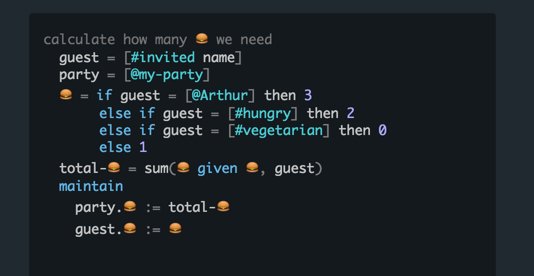 calculate how many 🍔 we need
guest = [#invited name]
party = [@my-party]
🍔 = if guest = [@Arthur] then 3
else if guest = [#hungry] then 2
else if guest = [#vegetarian] then 0
else 1
total-🍔 = sum(🍔 given 🍔, guest)
maintain
party.🍔 := total-🍔
guest.🍔 := 🍔